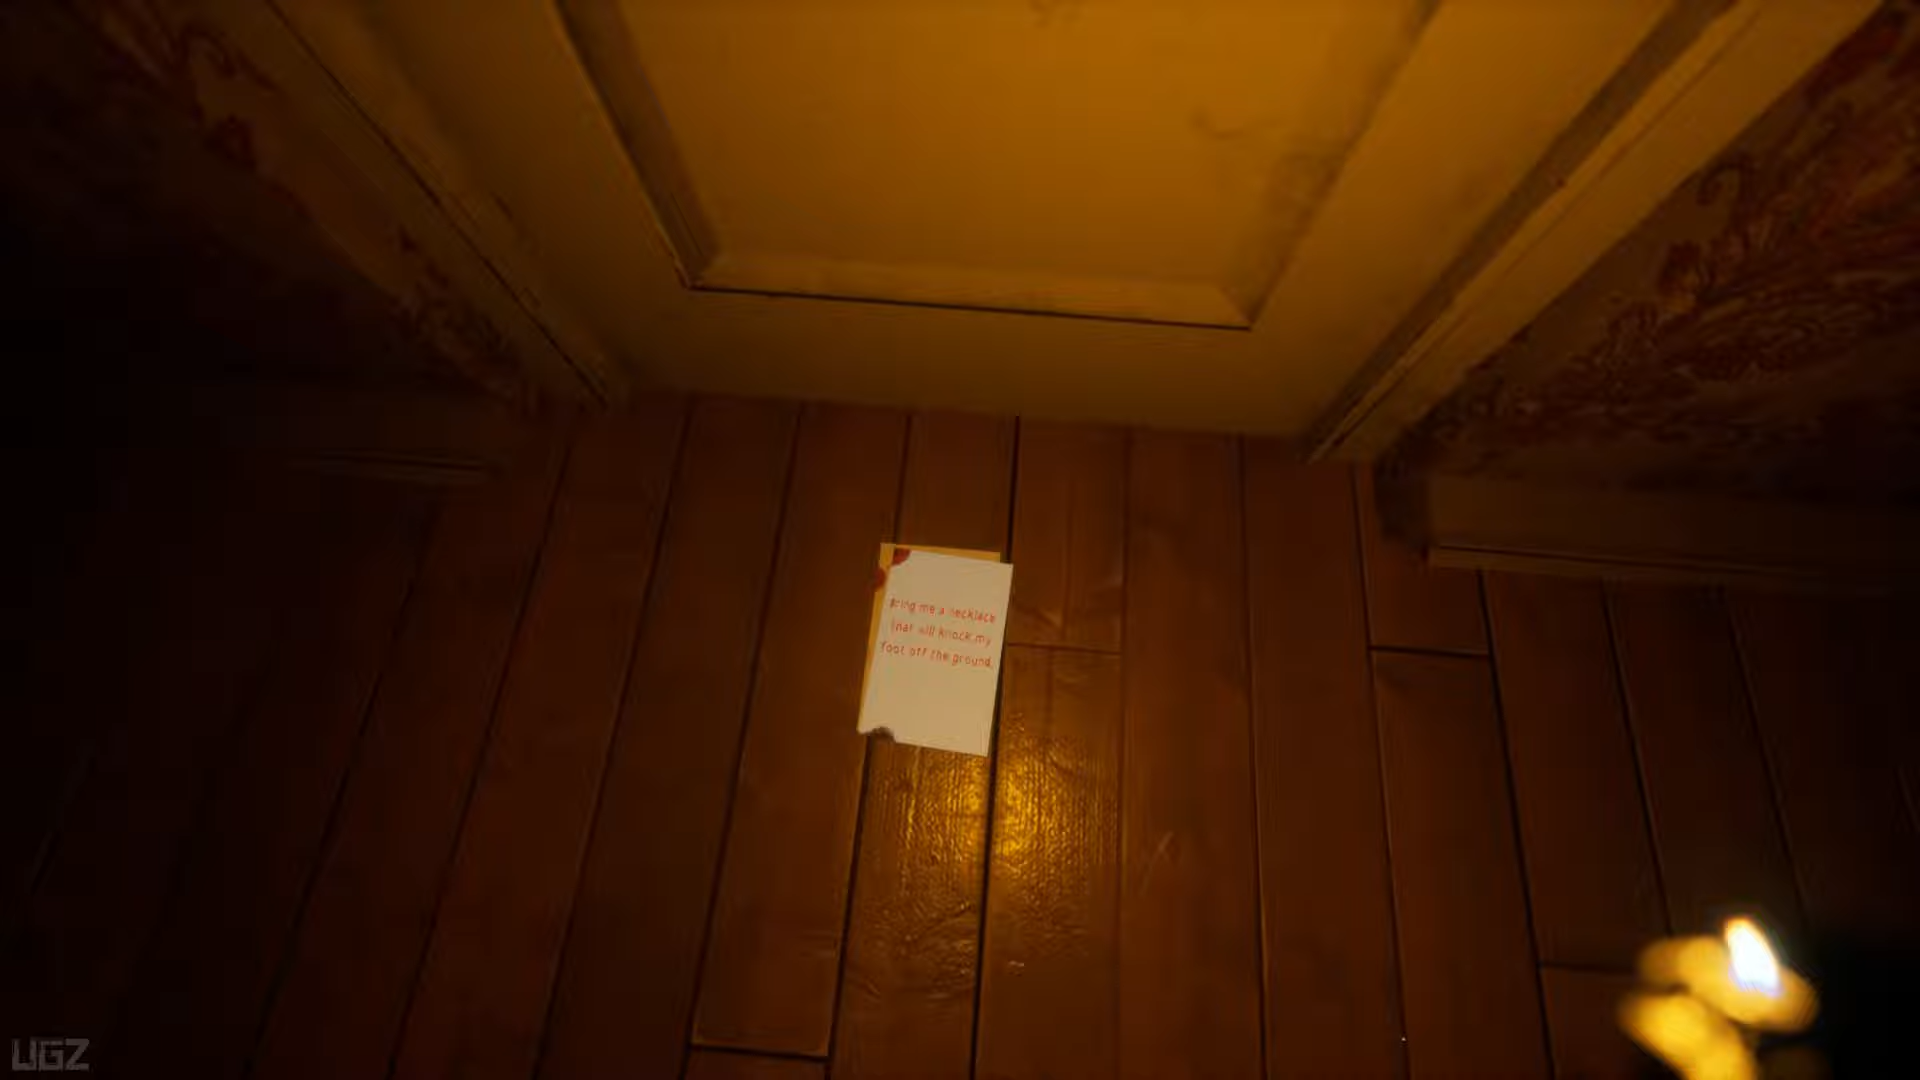 Bring me a necklace
that will knock my
foot off the ground.
UGZ